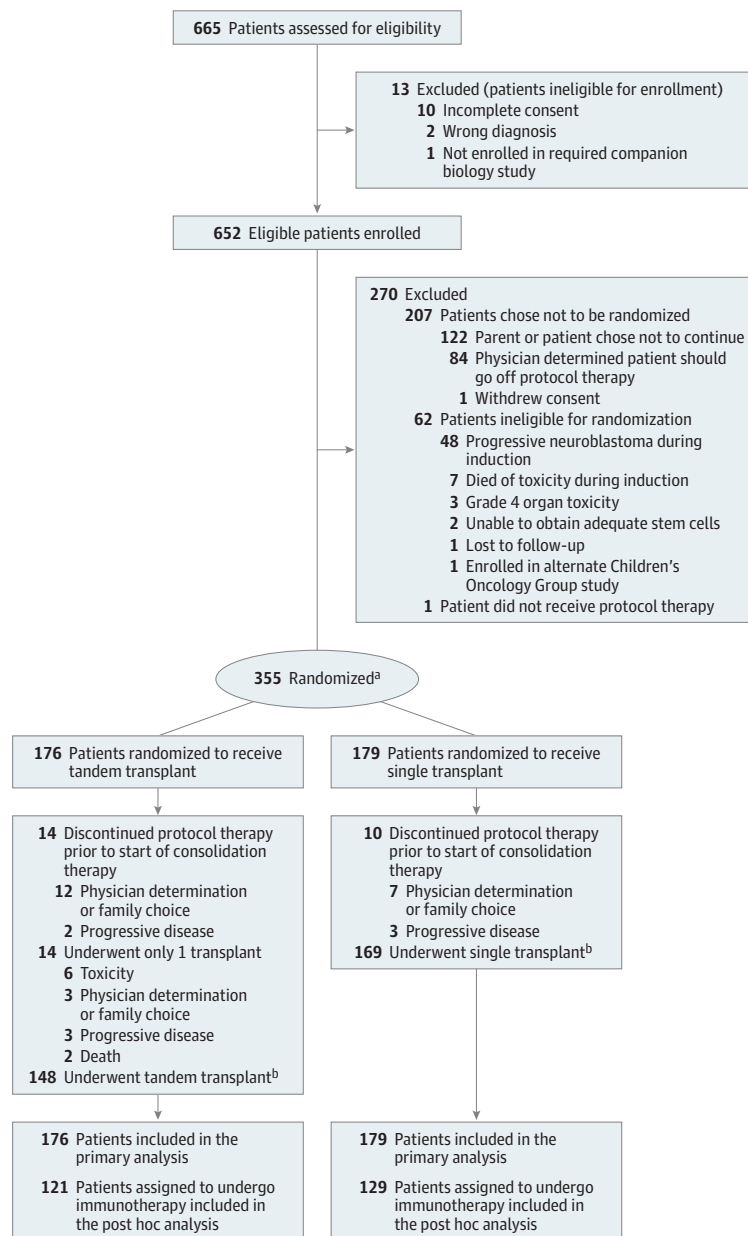 665 Patients assessed for eligibility
13 Excluded (patients ineligible for enrollment)
10 Incomplete consent
2 Wrong diagnosis
1 Not enrolled in required companion
biology study
652 Eligible patients enrolled
270 Excluded
207 Patients chose not to be randomized
122 Parent or patient chose not to continue
84 Physician determined patient should
go off protocol therapy
1 Withdrew consent
62 Patients ineligible for randomization
48 Progressive neuroblastoma during
induction
7 Died of toxicity during induction
3 Grade 4 organ toxicity
2 Unable to obtain adequate stem cells
1 Lost to follow-up
1 Enrolled in alternate Children's
Oncology Group study
1 Patient did not receive protocol therapy
355 Randomizedᵃ
176 Patients randomized to receive
tandem transplant
179 Patients randomized to receive
single transplant
14 Discontinued protocol therapy
prior to start of consolidation
therapy
12 Physician determination
or family choice
2 Progressive disease
14 Underwent only 1 transplant
6 Toxicity
3 Physician determination
or family choice
3 Progressive disease
2 Death
148 Underwent tandem transplantᵇ
10 Discontinued protocol therapy
prior to start of consolidation
therapy
7 Physician determination
or family choice
3 Progressive disease
169 Underwent single transplantᵇ
176 Patients included in the
primary analysis
121 Patients assigned to undergo
immunotherapy included in
the post hoc analysis
179 Patients included in the
primary analysis
129 Patients assigned to undergo
immunotherapy included in
the post hoc analysis